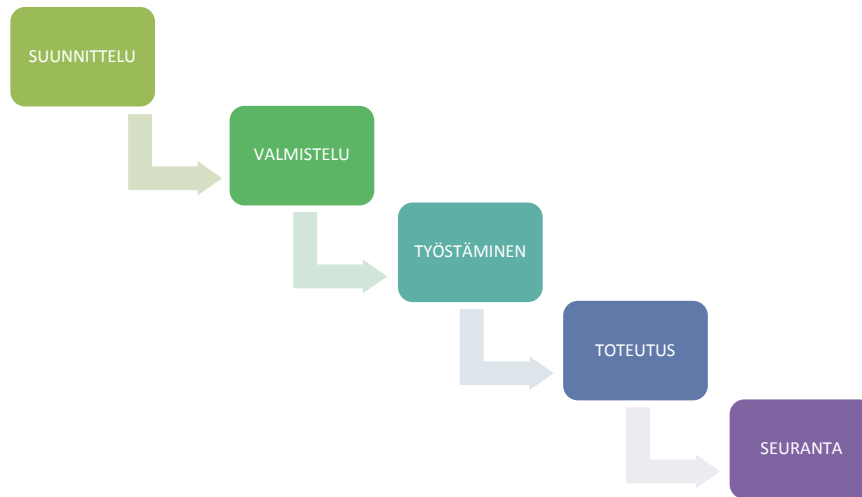 SUUNNITTELU
VALMISTELU
TYÖSTÄMINEN
TOTEUTUS
SEURANTA